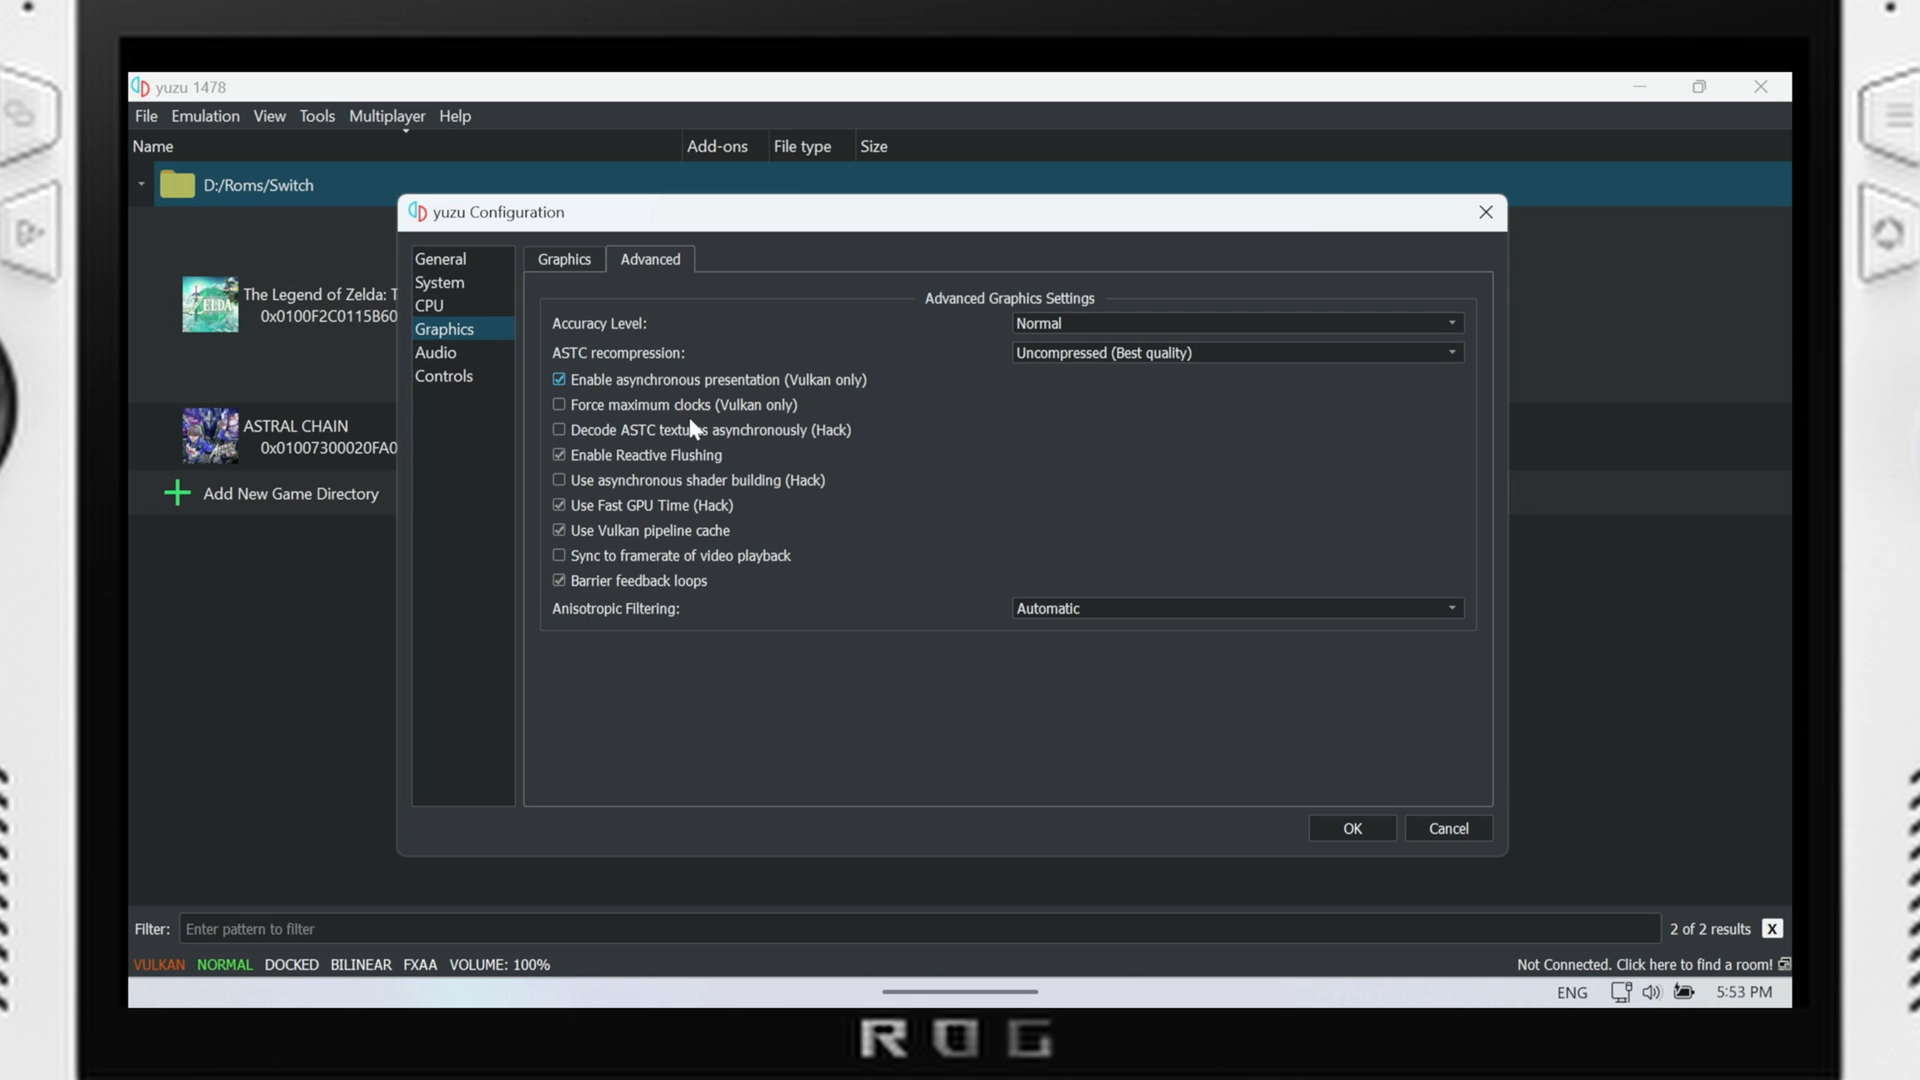 yuzu 1478
File Emulation View Tools Multiplayer Help
Name Add-ons File type Size
D:/Roms/Switch
yuzu Configuration
General
System
CPU
Graphics
Audio
Controls
Graphics Advanced
Advanced Graphics Settings
Accuracy Level: Normal
ASTC recompression: Uncompressed (Best quality)
Enable asynchronous presentation (Vulkan only)
Force maximum clocks (Vulkan only)
Decode ASTC textures asynchronously (Hack)
Enable Reactive Flushing
Use asynchronous shader building (Hack)
Use Fast GPU Time (Hack)
Use Vulkan pipeline cache
Sync to framerate of video playback
Barrier feedback loops
Anisotropic Filtering: Automatic
OK Cancel
ZELDA
The Legend of Zelda: T
0x0100F2C0115B60
ASTRAL CHAIN
0x01007300020FA0
Add New Game Directory
Filter: Enter pattern to filter 2 of 2 results X
VULKAN NORMAL DOCKED BILINEAR FXAA VOLUME: 100% Not Connected. Click here to find a room!
ENG 5:53 PM
ROG